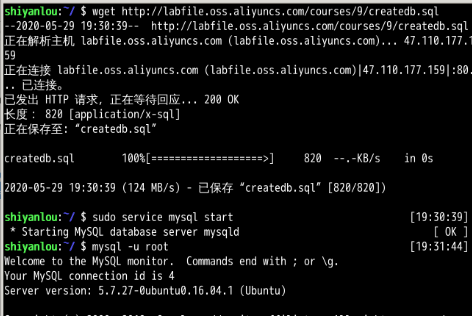 shiyanlou:~/ $ wget http://labfile.oss.aliyuncs.com/courses/9/createdb.sql
--2020-05-29 19:30:39--  http://labfile.oss.aliyuncs.com/courses/9/createdb.sql
正在解析主机 labfile.oss.aliyuncs.com (labfile.oss.aliyuncs.com)... 47.110.177.1
59
正在连接 labfile.oss.aliyuncs.com (labfile.oss.aliyuncs.com)|47.110.177.159|:80.
.. 已连接。
已发出 HTTP 请求，正在等待回应... 200 OK
长度： 820 [application/x-sql]
正在保存至: “createdb.sql”
createdb.sql 100%[===================>] 820 --.-KB/s in 0s
2020-05-29 19:30:39 (124 MB/s) - 已保存 “createdb.sql” [820/820])
shiyanlou:~/ $ sudo service mysql start [19:30:39]
* Starting MySQL database server mysqld [ OK ]
shiyanlou:~/ $ mysql -u root [19:31:44]
Welcome to the MySQL monitor.  Commands end with ; or \g.
Your MySQL connection id is 4
Server version: 5.7.27-0ubuntu0.16.04.1 (Ubuntu)